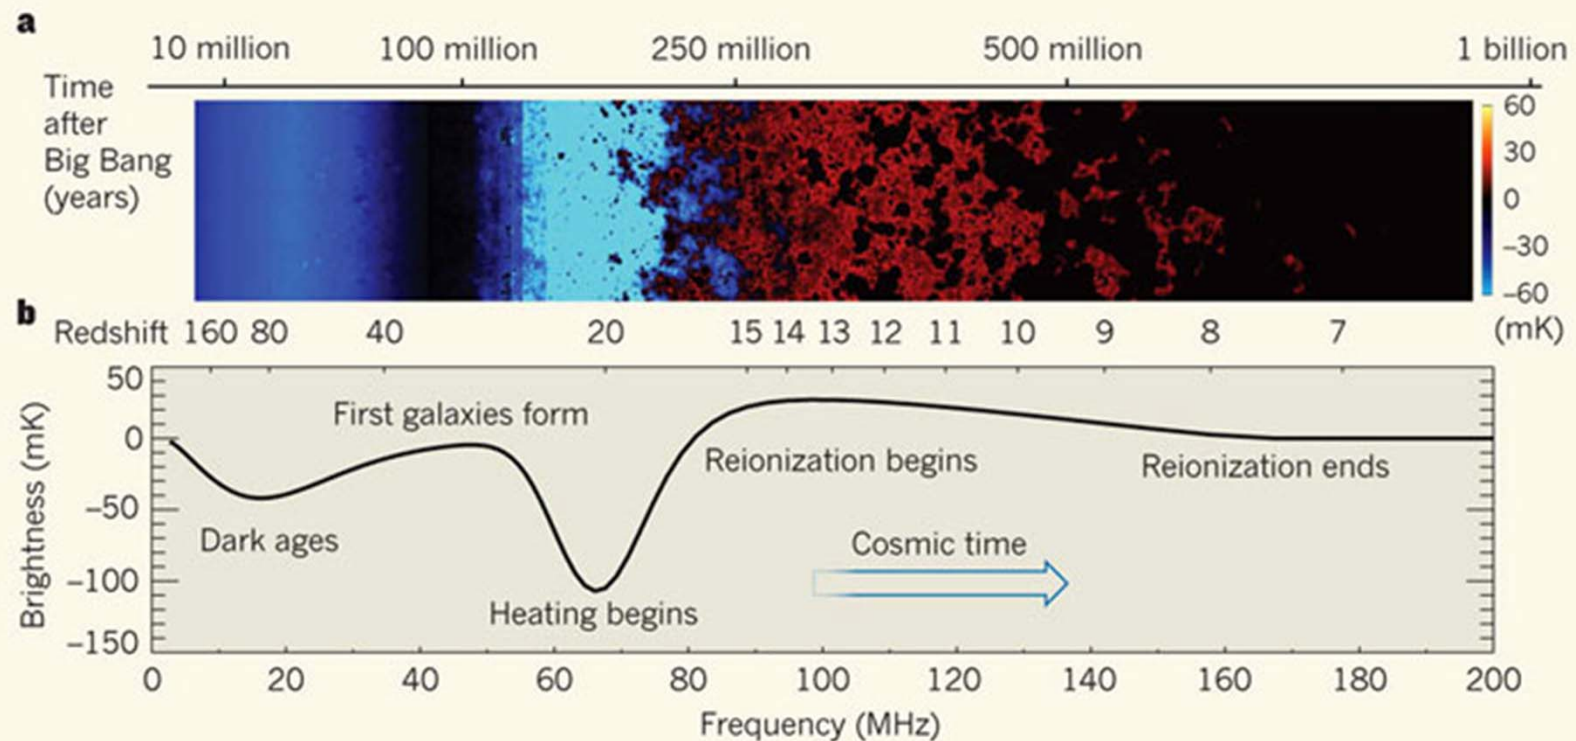 a
10 million 100 million 250 million 500 million 1 billion
Time
after
Big Bang
(years)
60
30
0
–30
–60
(mK)
b
Redshift 160 80 40 20 15 14 13 12 11 10 9 8 7
Brightness (mK)
50
0
–50
–100
–150
First galaxies form
Dark ages
Heating begins
Reionization begins
Reionization ends
Cosmic time
0 20 40 60 80 100 120 140 160 180 200
Frequency (MHz)